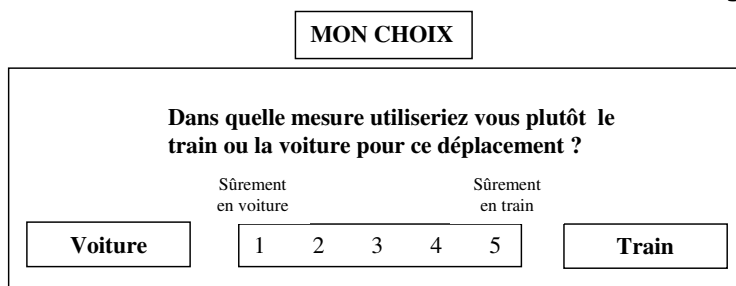 MON CHOIX
Dans quelle mesure utiliseriez vous plutôt le
train ou la voiture pour ce déplacement ?
Sûrement
en voiture
Sûrement
en train
Voiture
1 2 3 4 5
Train